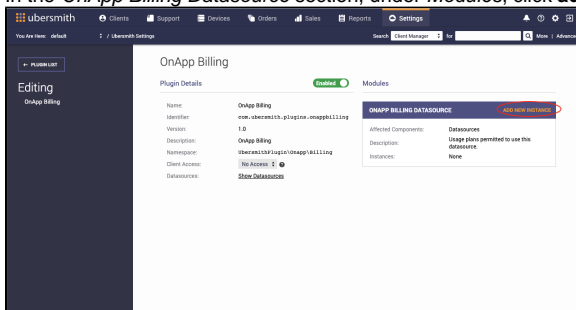 In the OnApp Billing Datasource section, under Modules, click a
ubersmith Clients Support Devices Orders Sales Reports Settings
You Are Here: default / Ubersmith Settings Search Client Manager for More | Advance
← PLUGIN LIST
Editing
OnApp Billing
OnApp Billing
Plugin Details Enabled
Name: OnApp Billing
Identifier: com.ubersmith.plugins.onappbilling
Version: 1.0
Description: OnApp Billing
Namespace: UbersmithPlugin\Onapp\Billing
Client Access: No Access
Datasources: Show Datasources
Modules
ONAPP BILLING DATASOURCE ADD NEW INSTANCE
Affected Components: Datasources
Description: Usage plans permitted to use this
datasource.
Instances: None